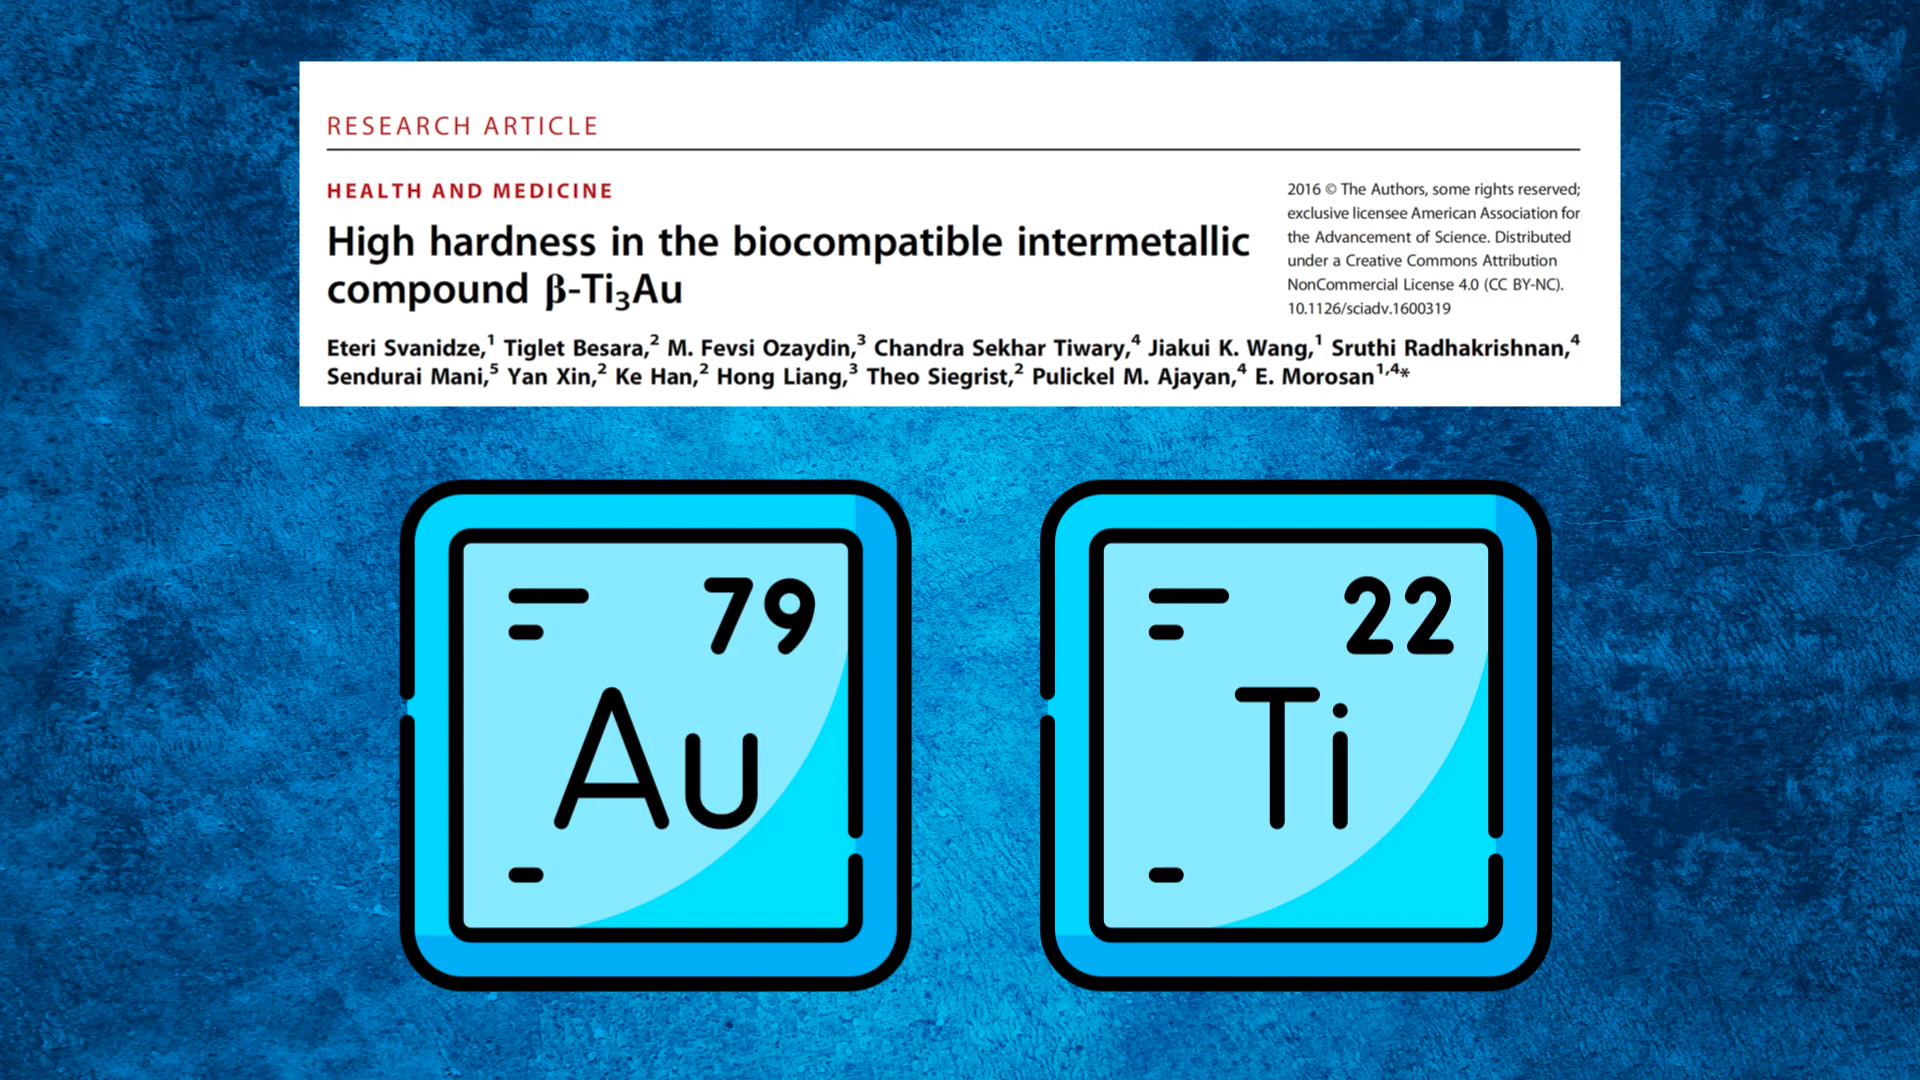 RESEARCH ARTICLE
HEALTH AND MEDICINE
High hardness in the biocompatible intermetallic
compound β-Ti₃Au
2016 © The Authors, some rights reserved;
exclusive licensee American Association for
the Advancement of Science. Distributed
under a Creative Commons Attribution
NonCommercial License 4.0 (CC BY-NC).
10.1126/sciadv.1600319
Eteri Svanidze,¹ Tiglet Besara,² M. Fevsi Ozaydin,³ Chandra Sekhar Tiwary,⁴ Jiakui K. Wang,¹ Sruthi Radhakrishnan,⁴
Sendurai Mani,⁵ Yan Xin,² Ke Han,² Hong Liang,³ Theo Siegrist,² Pulickel M. Ajayan,⁴ E. Morosan¹,⁴*
79
Au
22
Ti